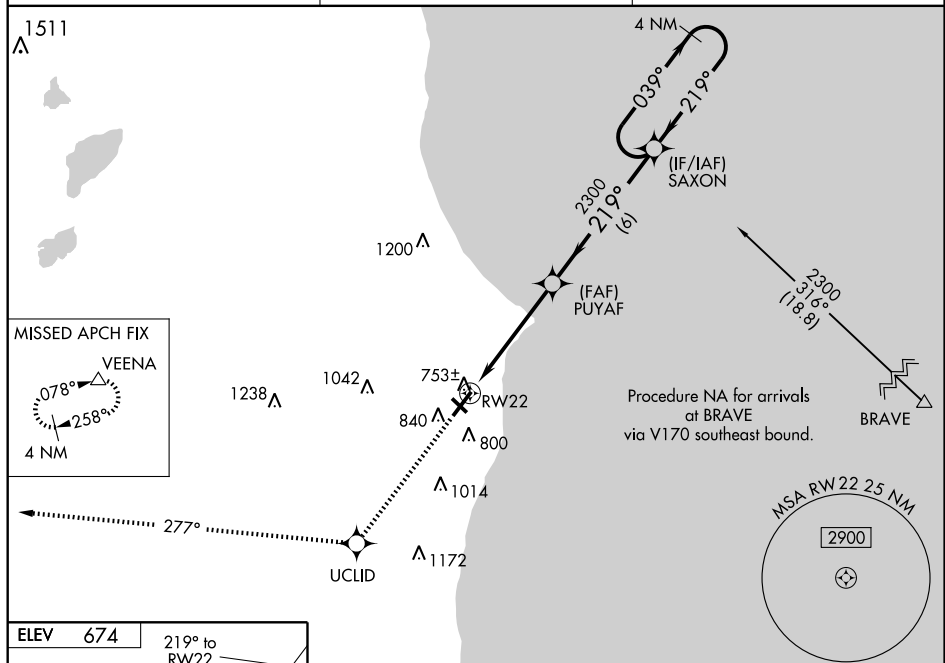 1511
4 NM
039°
219°
(IF/IAF)
SAXON
2300
219°
(6)
1200
(FAF)
PUYAF
2300
316°
(18.8)
MISSED APCH FIX
VEENA
078°
258°
4 NM
1238
1042
753±
RW22
840
800
Procedure NA for arrivals
at BRAVE
via V170 southeast bound.
BRAVE
1014
MSA RW22 25 NM
2900
277°
UCLID
1172
ELEV 674
219° to
RW22